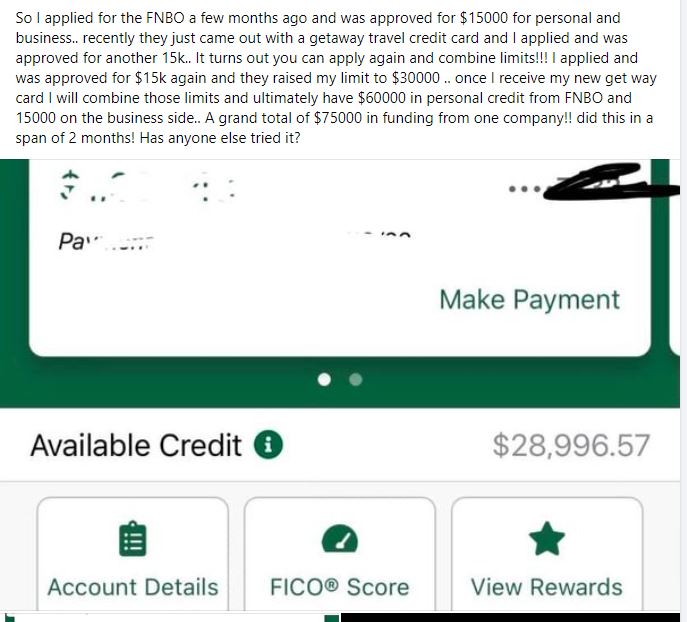 So I applied for the FNBO a few months ago and was approved for $15000 for personal and
business.. recently they just came out with a getaway travel credit card and I applied and was
approved for another 15k.. It turns out you can apply again and combine limits!!! I applied and
was approved for $15k again and they raised my limit to $30000 .. once I receive my new get way
card I will combine those limits and ultimately have $60000 in personal credit from FNBO and
15000 on the business side.. A grand total of $75000 in funding from one company!! did this in a
span of 2 months! Has anyone else tried it?
Make Payment
Available Credit $28,996.57
Account Details FICO® Score View Rewards